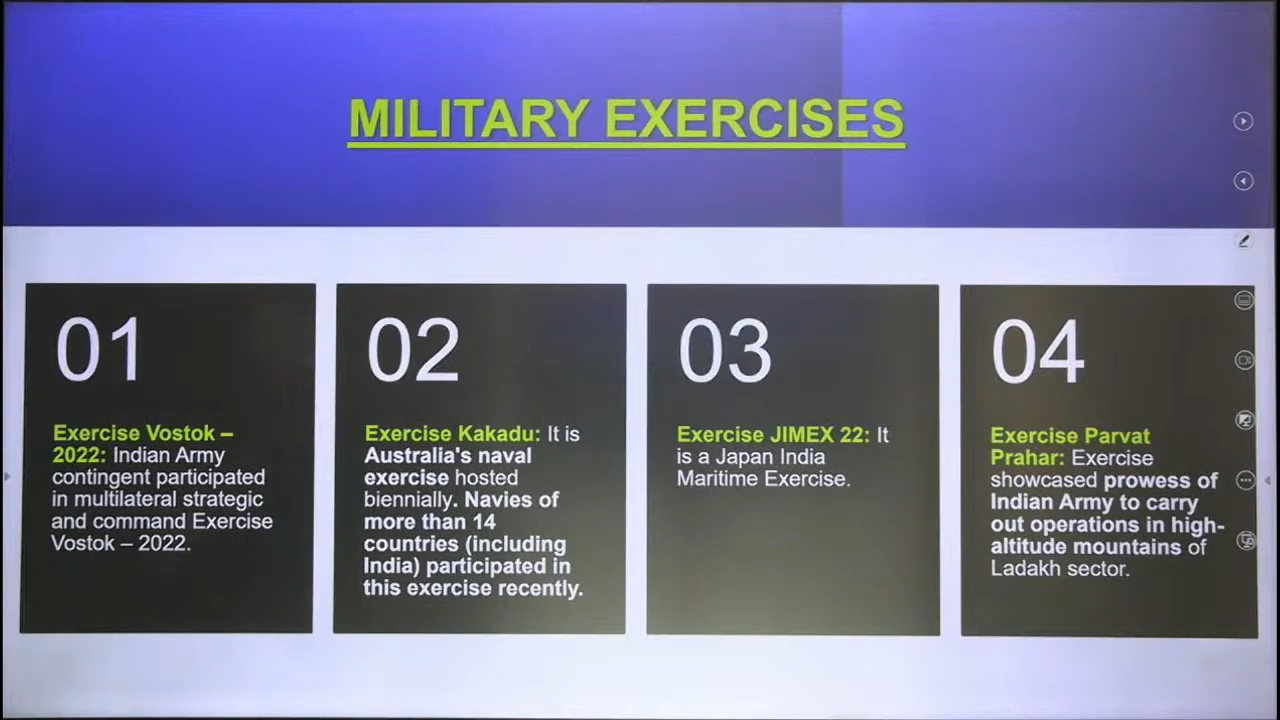 MILITARY EXERCISES
01
Exercise Vostok –
2022: Indian Army
contingent participated
in multilateral strategic
and command Exercise
Vostok – 2022.
02
Exercise Kakadu: It is
Australia's naval
exercise hosted
biennially. Navies of
more than 14
countries (including
India) participated in
this exercise recently.
03
Exercise JIMEX 22: It
is a Japan India
Maritime Exercise.
04
Exercise Parvat
Prahar: Exercise
showcased prowess of
Indian Army to carry
out operations in high-
altitude mountains of
Ladakh sector.